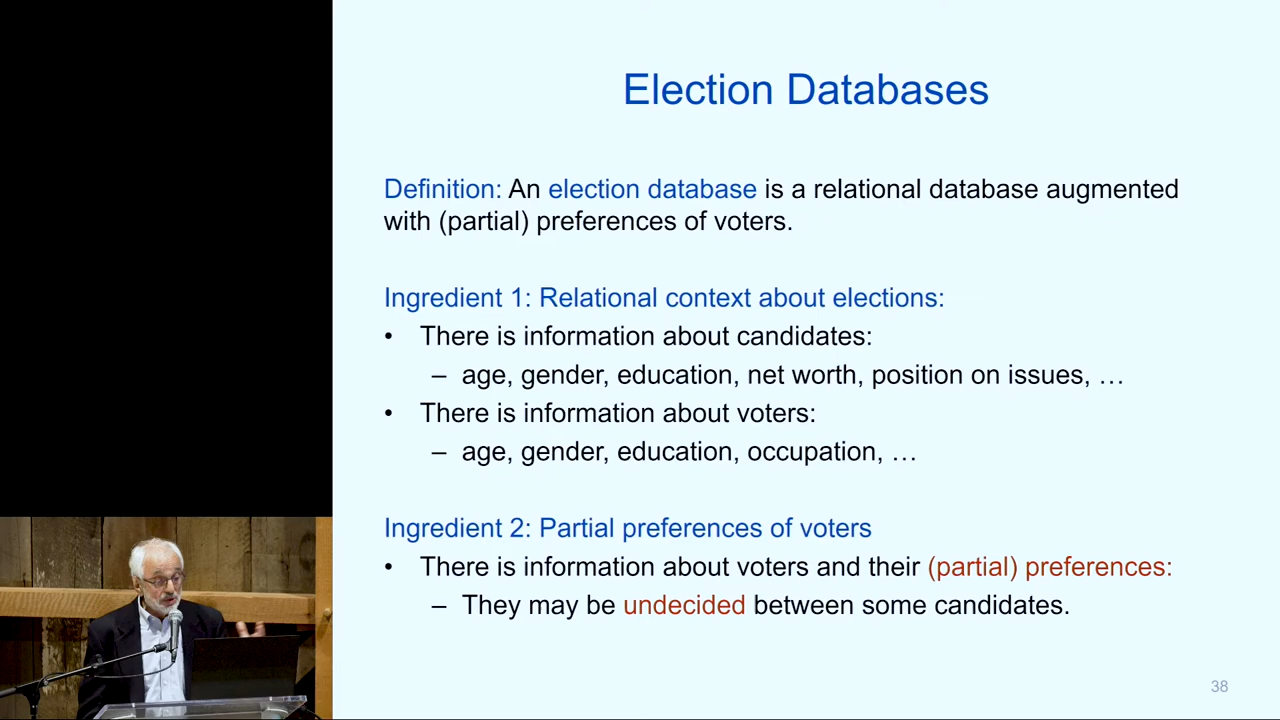 Election Databases
Definition: An election database is a relational database augmented
with (partial) preferences of voters.
Ingredient 1: Relational context about elections:
• There is information about candidates:
– age, gender, education, net worth, position on issues, …
• There is information about voters:
– age, gender, education, occupation, …
Ingredient 2: Partial preferences of voters
• There is information about voters and their (partial) preferences:
– They may be undecided between some candidates.
38